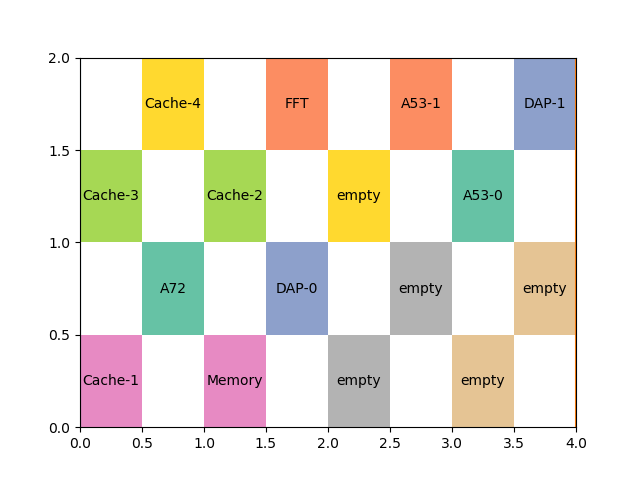 2.0
Cache-4 FFT A53-1 DAP-1
1.5
Cache-3 Cache-2 empty A53-0
1.0
A72 DAP-0 empty empty
0.5
Cache-1 Memory empty empty
0.0
0.0 0.5 1.0 1.5 2.0 2.5 3.0 3.5 4.0